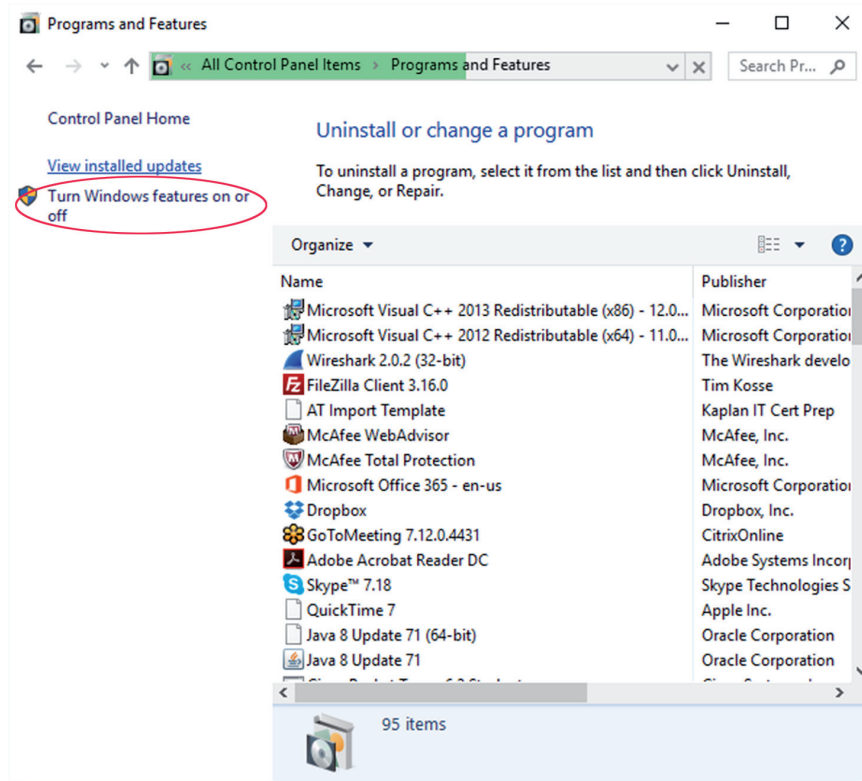 Programs and Features
« All Control Panel Items > Programs and Features
Search Pr...
Control Panel Home
View installed updates
Turn Windows features on or
off
Uninstall or change a program
To uninstall a program, select it from the list and then click Uninstall,
Change, or Repair.
Organize
Name Publisher
Microsoft Visual C++ 2013 Redistributable (x86) - 12.0... Microsoft Corporation
Microsoft Visual C++ 2012 Redistributable (x64) - 11.0... Microsoft Corporation
Wireshark 2.0.2 (32-bit) The Wireshark develo
FileZilla Client 3.16.0 Tim Kosse
AT Import Template Kaplan IT Cert Prep
McAfee WebAdvisor McAfee, Inc.
McAfee Total Protection McAfee, Inc.
Microsoft Office 365 - en-us Microsoft Corporation
Dropbox Dropbox, Inc.
GoToMeeting 7.12.0.4431 CitrixOnline
Adobe Acrobat Reader DC Adobe Systems Incorp
Skype™ 7.18 Skype Technologies S
QuickTime 7 Apple Inc.
Java 8 Update 71 (64-bit) Oracle Corporation
Java 8 Update 71 Oracle Corporation
95 items